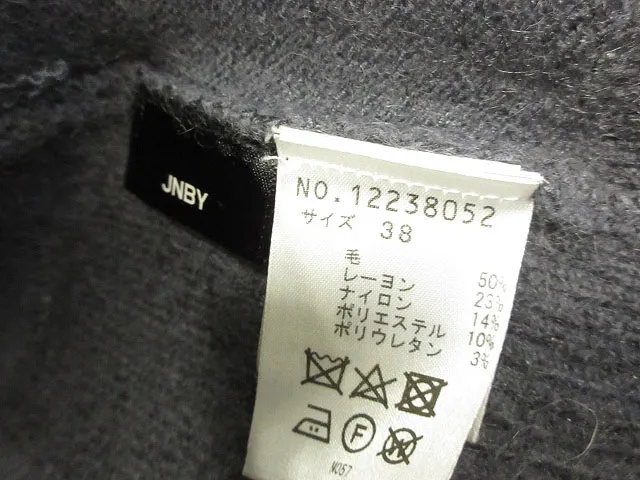 JNBY
NO.12238052
サイズ 38
毛 50%
レーヨン 23%
ナイロン 14%
ポリエステル 10%
ポリウレタン 3%
F
W